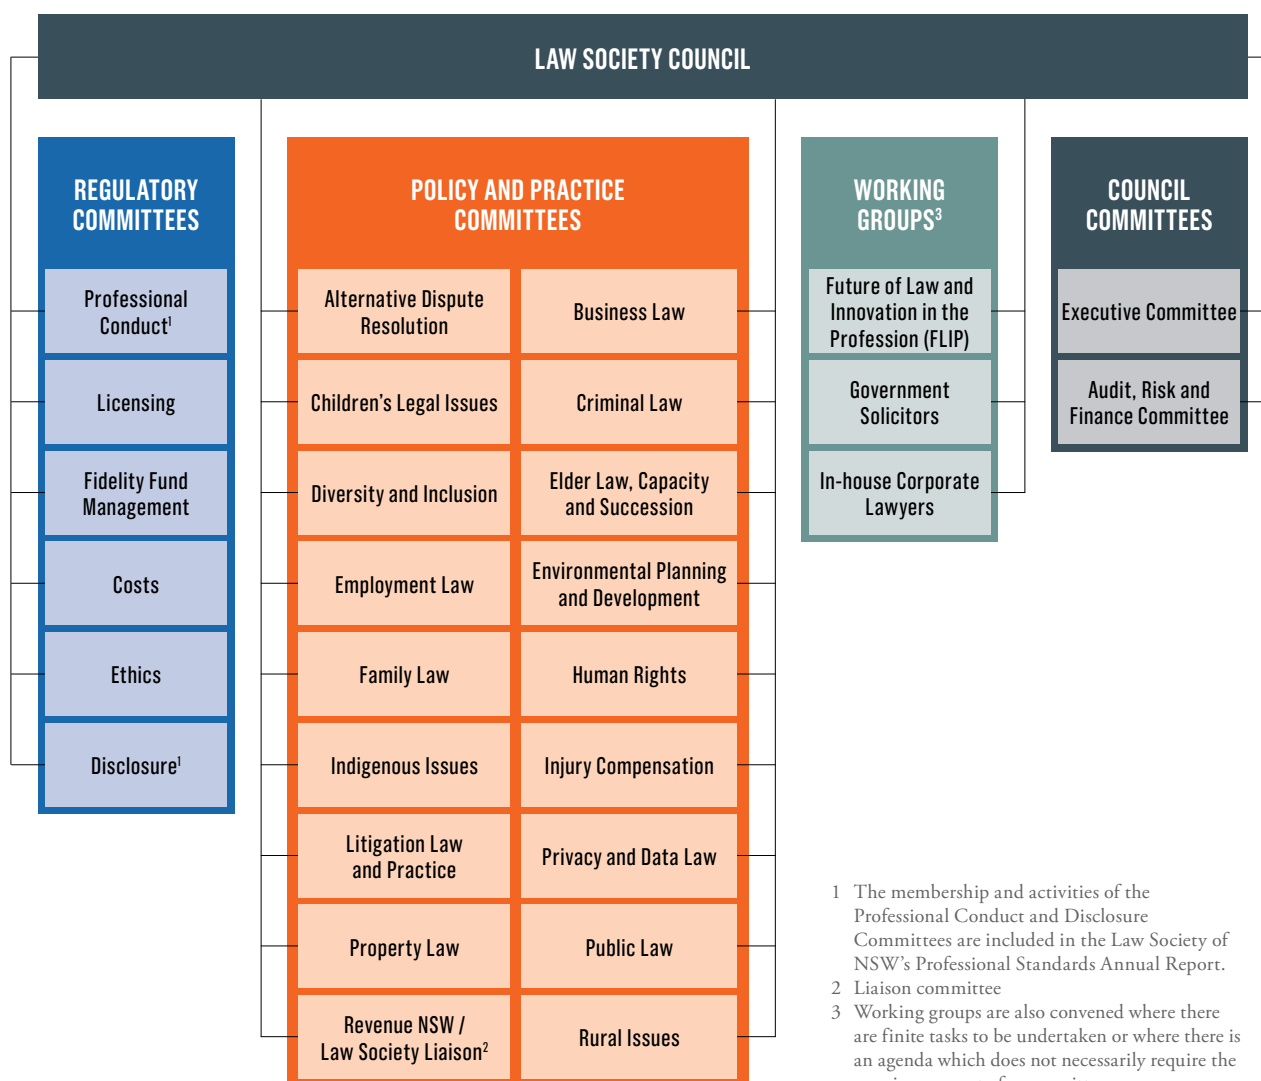 LAW SOCIETY COUNCIL
REGULATORY
COMMITTEES
Professional
Conduct¹
Licensing
Fidelity Fund
Management
Costs
Ethics
Disclosure¹
POLICY AND PRACTICE
COMMITTEES
Alternative Dispute
Resolution
Business Law
Children’s Legal Issues
Criminal Law
Diversity and Inclusion
Elder Law, Capacity
and Succession
Employment Law
Environmental Planning
and Development
Family Law
Human Rights
Indigenous Issues
Injury Compensation
Litigation Law
and Practice
Privacy and Data Law
Property Law
Public Law
Revenue NSW /
Law Society Liaison²
Rural Issues
WORKING
GROUPS³
Future of Law and
Innovation in the
Profession (FLIP)
Government
Solicitors
In-house Corporate
Lawyers
COUNCIL
COMMITTEES
Executive Committee
Audit, Risk and
Finance Committee
1 The membership and activities of the
Professional Conduct and Disclosure
Committees are included in the Law Society of
NSW’s Professional Standards Annual Report.
2 Liaison committee
3 Working groups are also convened where there
are finite tasks to be undertaken or where there is
an agenda which does not necessarily require the